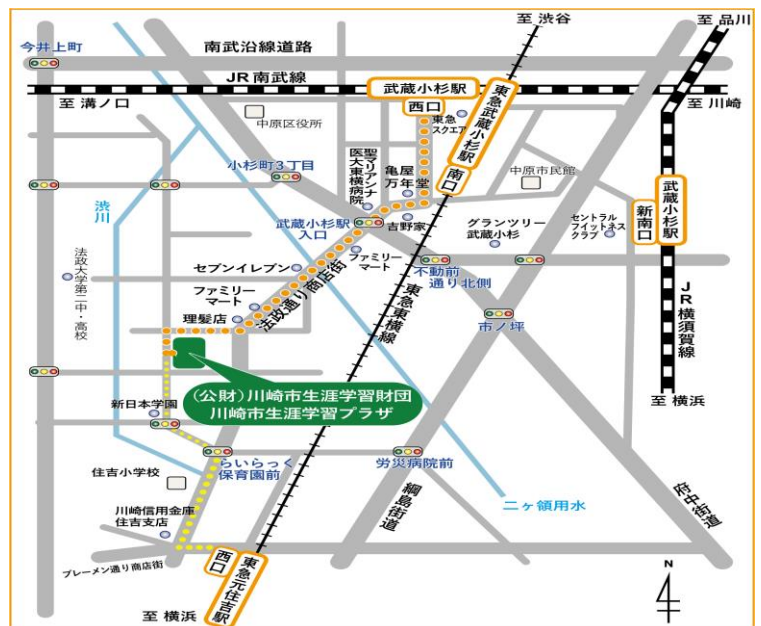 至 渋谷
至 品川
今井上町
南武沿線道路
JR南武線
武蔵小杉駅
西口
至 溝ノ口
至 川崎
中原区役所
東急
スクエア
東急武蔵小杉駅
南口
小杉町3丁目
聖マリアンナ
医大東横病院
亀屋
万年堂
中原市民館
武蔵小杉駅
新南口
渋川
武蔵小杉駅
入口
吉野家
グランツリー
武蔵小杉
セントラル
フイットネス
クラブ
法政大学第二中・高校
セブンイレブン
ファミリー
マート
不動前
通り北側
ファミリー
マート
法政通り商店街
東急東横線
理髪店
市ノ坪
JR横須賀線
(公財)川崎市生涯学習財団
川崎市生涯学習プラザ
至 横浜
新日本学園
らいらっく
保育園前
労災病院前
住吉小学校
綱島街道
二ヶ領用水
府中街道
川崎信用金庫
住吉支店
ブレーメン通り商店街
西口
東急元住吉駅
至 横浜
N